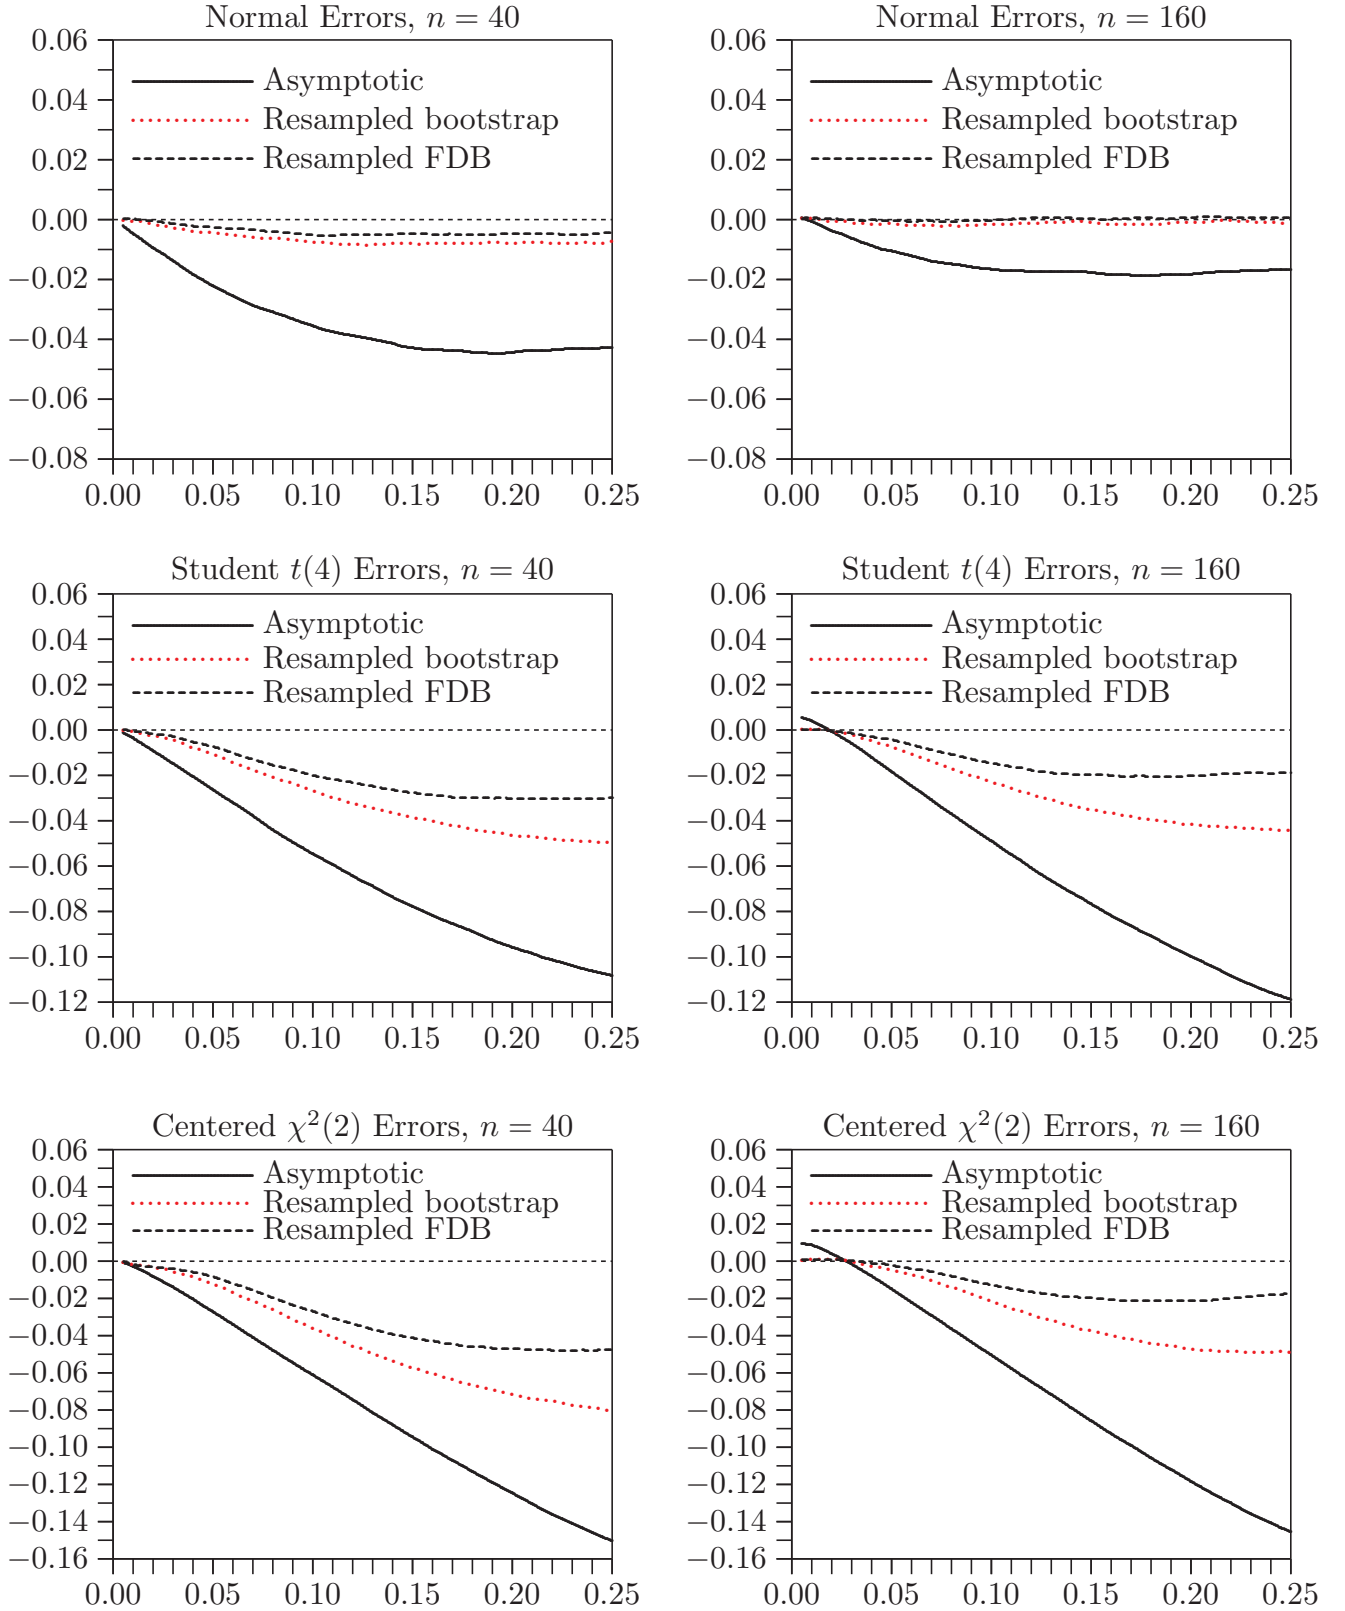 Normal Errors, n = 40
0.06
0.04
0.02
0.00
−0.02
−0.04
−0.06
−0.08
Asymptotic
Resampled bootstrap
Resampled FDB
0.00 0.05 0.10 0.15 0.20 0.25
Normal Errors, n = 160
0.06
0.04
0.02
0.00
−0.02
−0.04
−0.06
−0.08
Asymptotic
Resampled bootstrap
Resampled FDB
0.00 0.05 0.10 0.15 0.20 0.25
Student t(4) Errors, n = 40
0.06
0.04
0.02
0.00
−0.02
−0.04
−0.06
−0.08
−0.10
−0.12
Asymptotic
Resampled bootstrap
Resampled FDB
0.00 0.05 0.10 0.15 0.20 0.25
Student t(4) Errors, n = 160
0.06
0.04
0.02
0.00
−0.02
−0.04
−0.06
−0.08
−0.10
−0.12
Asymptotic
Resampled bootstrap
Resampled FDB
0.00 0.05 0.10 0.15 0.20 0.25
Centered χ²(2) Errors, n = 40
0.06
0.04
0.02
0.00
−0.02
−0.04
−0.06
−0.08
−0.10
−0.12
−0.14
−0.16
Asymptotic
Resampled bootstrap
Resampled FDB
0.00 0.05 0.10 0.15 0.20 0.25
Centered χ²(2) Errors, n = 160
0.06
0.04
0.02
0.00
−0.02
−0.04
−0.06
−0.08
−0.10
−0.12
−0.14
−0.16
Asymptotic
Resampled bootstrap
Resampled FDB
0.00 0.05 0.10 0.15 0.20 0.25